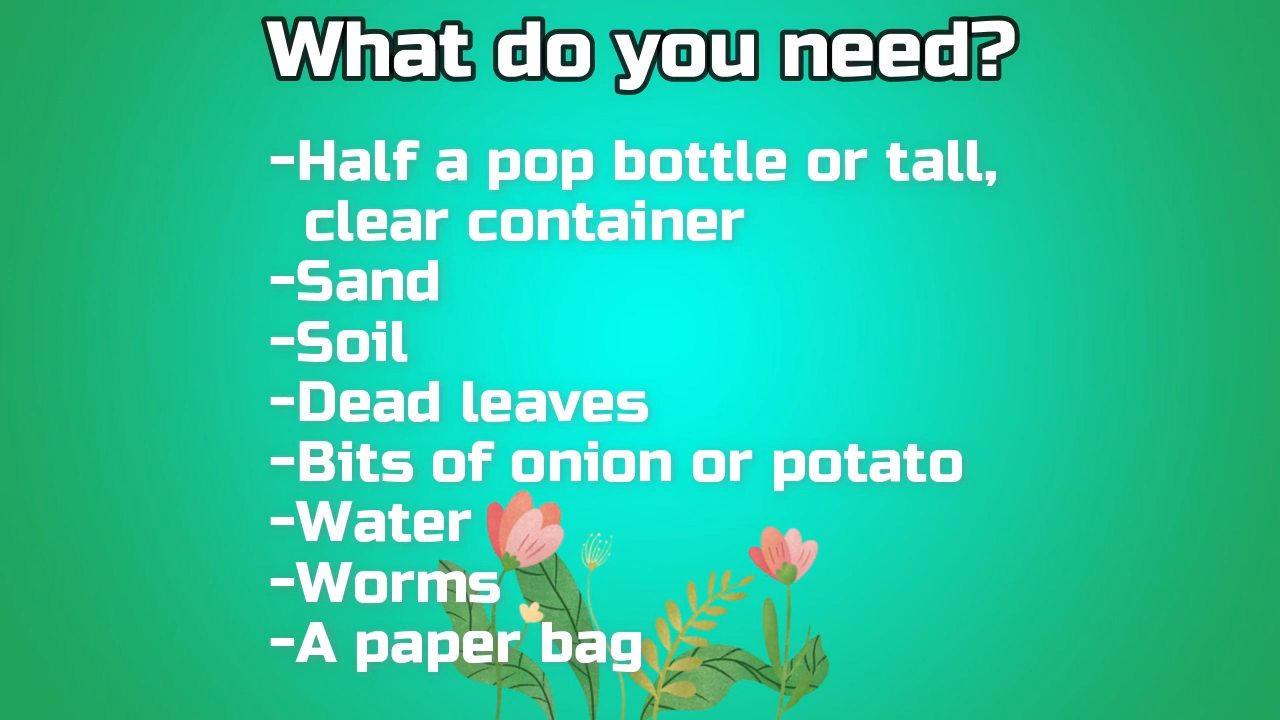 What do you need?
-Half a pop bottle or tall,
clear container
-Sand
-Soil
-Dead leaves
-Bits of onion or potato
-Water
-Worms
-A paper bag